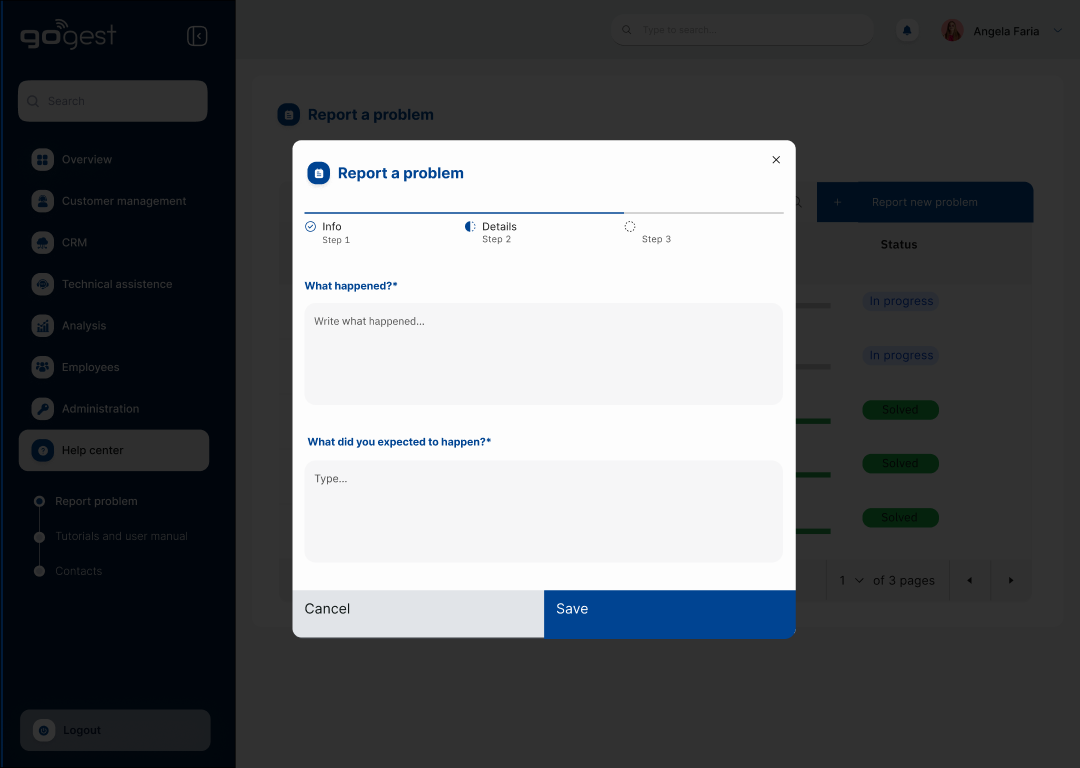 gogest
Type to search...
Angela Faria
Search
Overview
Customer management
CRM
Technical assistence
Analysis
Employees
Administration
Help center
Report problem
Tutorials and user manual
Contacts
Logout
Report a problem
Report new problem
Status
In progress
In progress
Solved
Solved
Solved
1 of 3 pages
Report a problem
Info
Step 1
Details
Step 2
Step 3
What happened?*
Write what happened...
What did you expected to happen?*
Type...
Cancel
Save